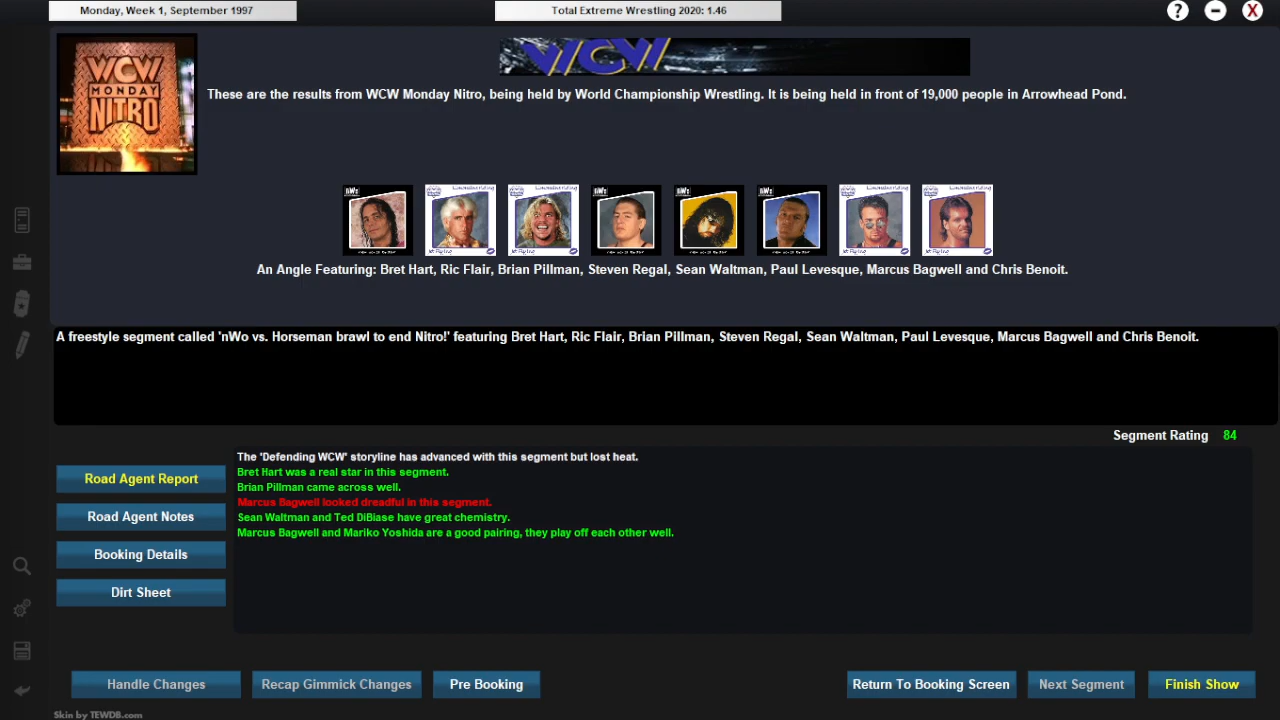 Monday, Week 1, September 1997
Total Extreme Wrestling 2020: 1.46
? X
WCW
MONDAY
NITRO
WCW
These are the results from WCW Monday Nitro, being held by World Championship Wrestling. It is being held in front of 19,000 people in Arrowhead Pond.
An Angle Featuring: Bret Hart, Ric Flair, Brian Pillman, Steven Regal, Sean Waltman, Paul Levesque, Marcus Bagwell and Chris Benoit.
A freestyle segment called 'nWo vs. Horseman brawl to end Nitro!' featuring Bret Hart, Ric Flair, Brian Pillman, Steven Regal, Sean Waltman, Paul Levesque, Marcus Bagwell and Chris Benoit.
Segment Rating 84
Road Agent Report
Road Agent Notes
Booking Details
Dirt Sheet
The 'Defending WCW' storyline has advanced with this segment but lost heat.
Bret Hart was a real star in this segment.
Brian Pillman came across well.
Marcus Bagwell looked dreadful in this segment.
Sean Waltman and Ted DiBiase have great chemistry.
Marcus Bagwell and Mariko Yoshida are a good pairing, they play off each other well.
Handle Changes
Recap Gimmick Changes
Pre Booking
Return To Booking Screen
Next Segment
Finish Show
Skin by TEWDB.com